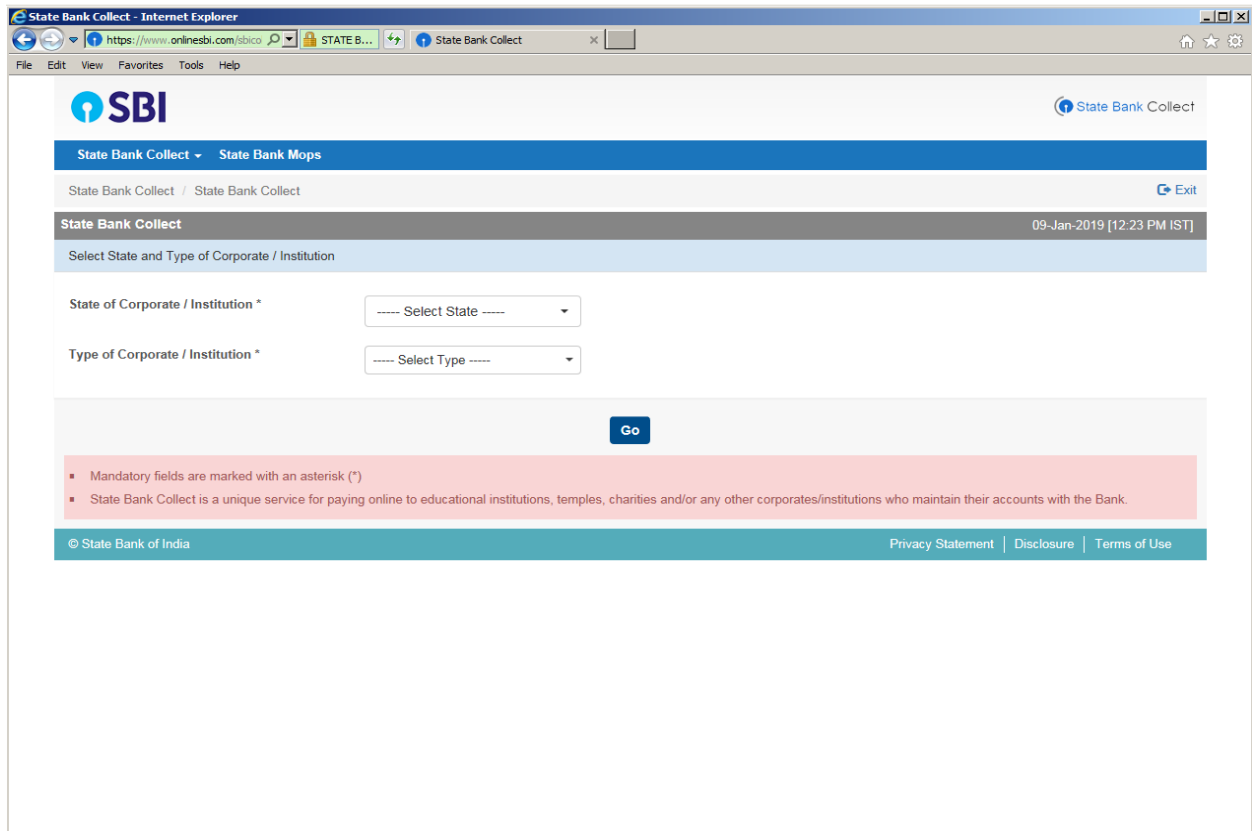 State Bank Collect - Internet Explorer
https://www.onlinesbi.com/sbico STATE B... State Bank Collect
File Edit View Favorites Tools Help
SBI
State Bank Collect
State Bank Collect State Bank Mops
State Bank Collect / State Bank Collect
Exit
State Bank Collect
09-Jan-2019 [12:23 PM IST]
Select State and Type of Corporate / Institution
State of Corporate / Institution *
----- Select State -----
Type of Corporate / Institution *
----- Select Type -----
Go
Mandatory fields are marked with an asterisk (*)
State Bank Collect is a unique service for paying online to educational institutions, temples, charities and/or any other corporates/institutions who maintain their accounts with the Bank.
© State Bank of India
Privacy Statement | Disclosure | Terms of Use